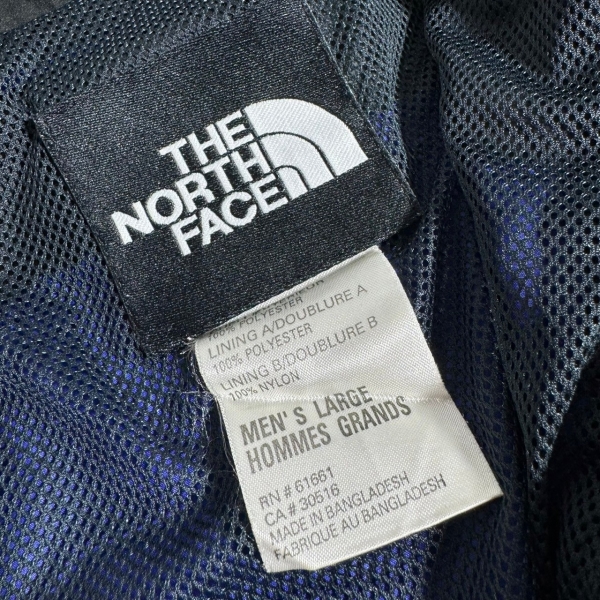 THE
NORTH
FACE
100% POLYESTER
LINING A/DOUBLURE A
100% POLYESTER
LINING B/DOUBLURE B
100% NYLON
MEN'S LARGE
HOMMES GRANDS
RN # 61661
CA # 30516
MADE IN BANGLADESH
FABRIQUE AU BANGLADESH